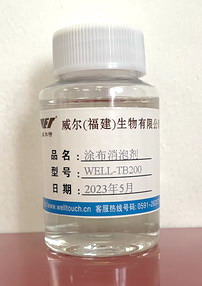 威尔(福建)生物有限公
品名：涂布消泡剂
型号：WELL-TB200
日期：2023年5月
www.welltouch.cn 客服热线号码:0591-